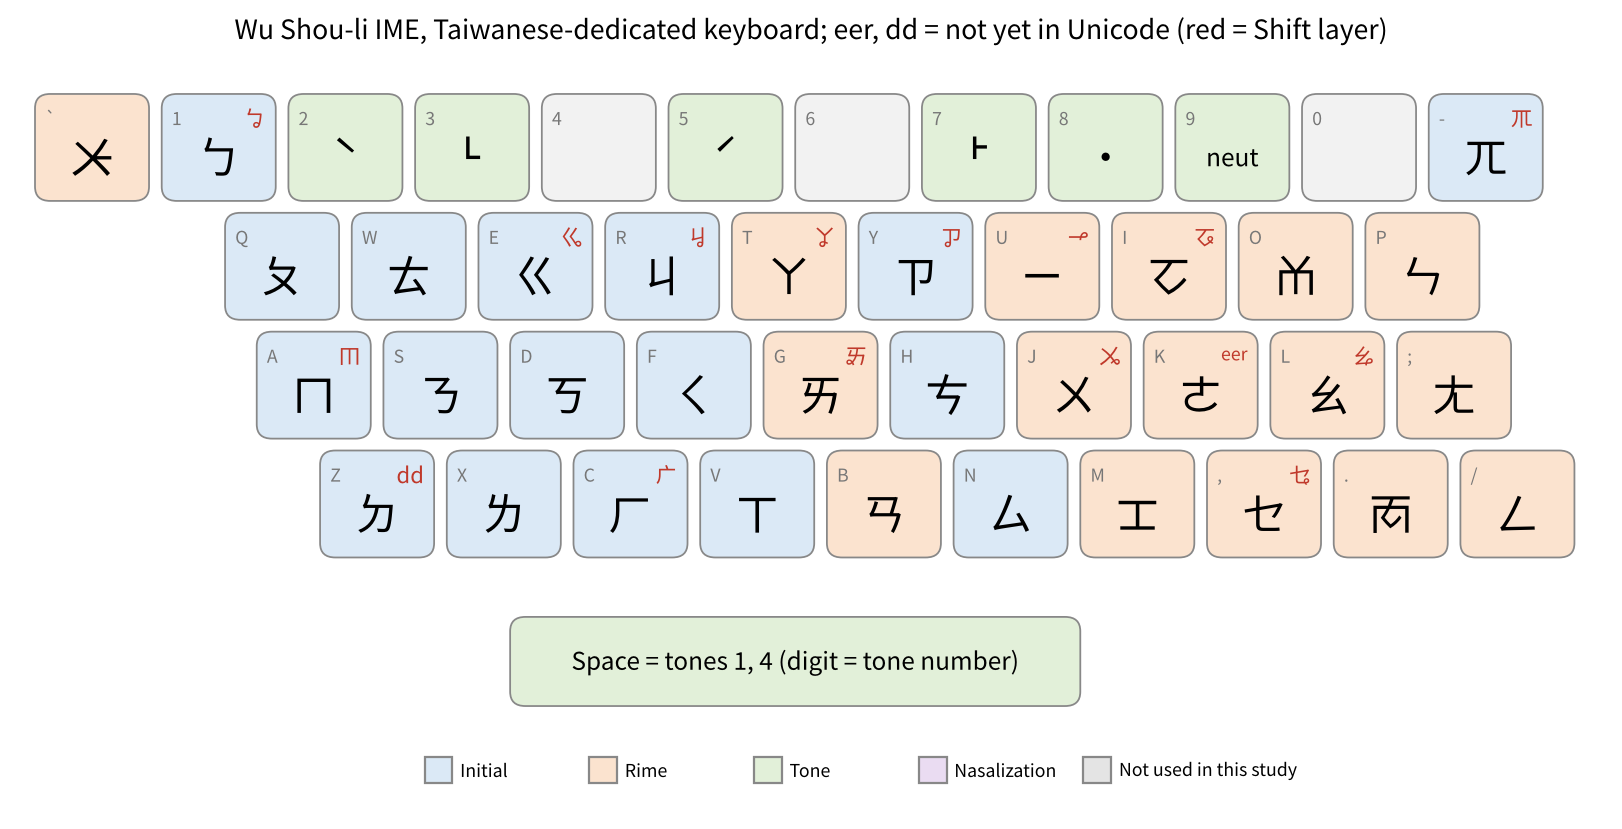 Wu Shou-li IME, Taiwanese-dedicated keyboard; eer, dd = not yet in Unicode (red = Shift layer)
` ㆨ 1 ㆠ ㄅ 2 ˋ 3 ˪ 4 5 ˊ 6 7 ˫ 8 ˙ 9 neut 0 - ㆭ ㄫ
Q ㄆ W ㄊ E ㆣ ㄍ R ㆢ ㄐ T ㆩ ㄚ Y ㆡ ㄗ U ㆪ ㄧ I ㆧ ㆦ O ㆰ P ㄣ
A ㆬ ㄇ S ㄋ D ㄎ F ㄑ G ㆮ ㄞ H ㄘ J ㆫ ㄨ K eer ㄜ L ㆯ ㄠ ; ㄤ
Z dd ㄉ X ㄌ C ㄬ ㄏ V ㄒ B ㄢ N ㄙ M ㆱ , ㆥ ㆤ . ㆲ / ㄥ
Space = tones 1, 4 (digit = tone number)
Initial Rime Tone Nasalization Not used in this study